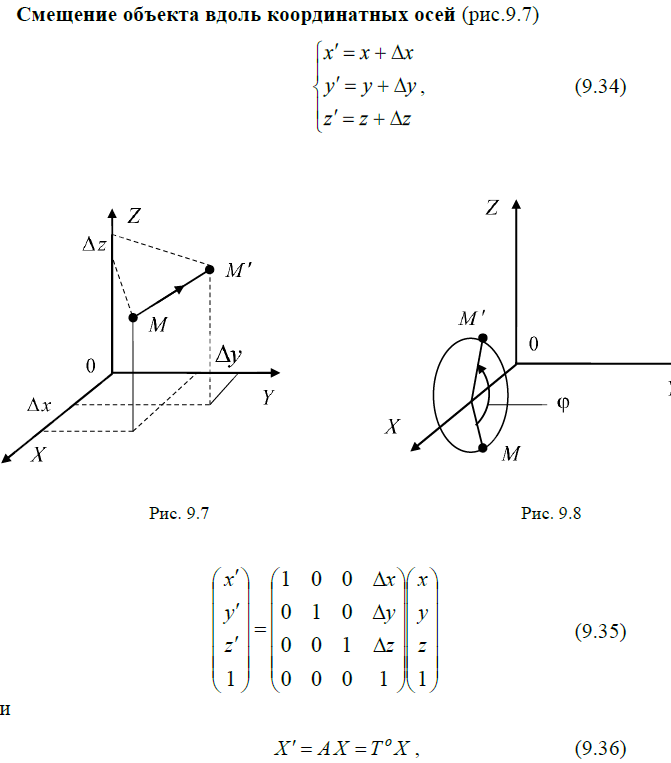 Смещение объекта вдоль координатных осей (рис.9.7)
x′ = x + Δx
y′ = y + Δy ,
z′ = z + Δz
(9.34)
Z
Δz
M′
M
0
Δy
Δx
Y
X
Z
M′
0
Y
φ
X
M
Рис. 9.7
Рис. 9.8
x′ 1 0 0 Δx x
y′ = 0 1 0 Δy y
z′ 0 0 1 Δz z
1 0 0 0 1 1
(9.35)
и
X′ = AX = TºX , (9.36)